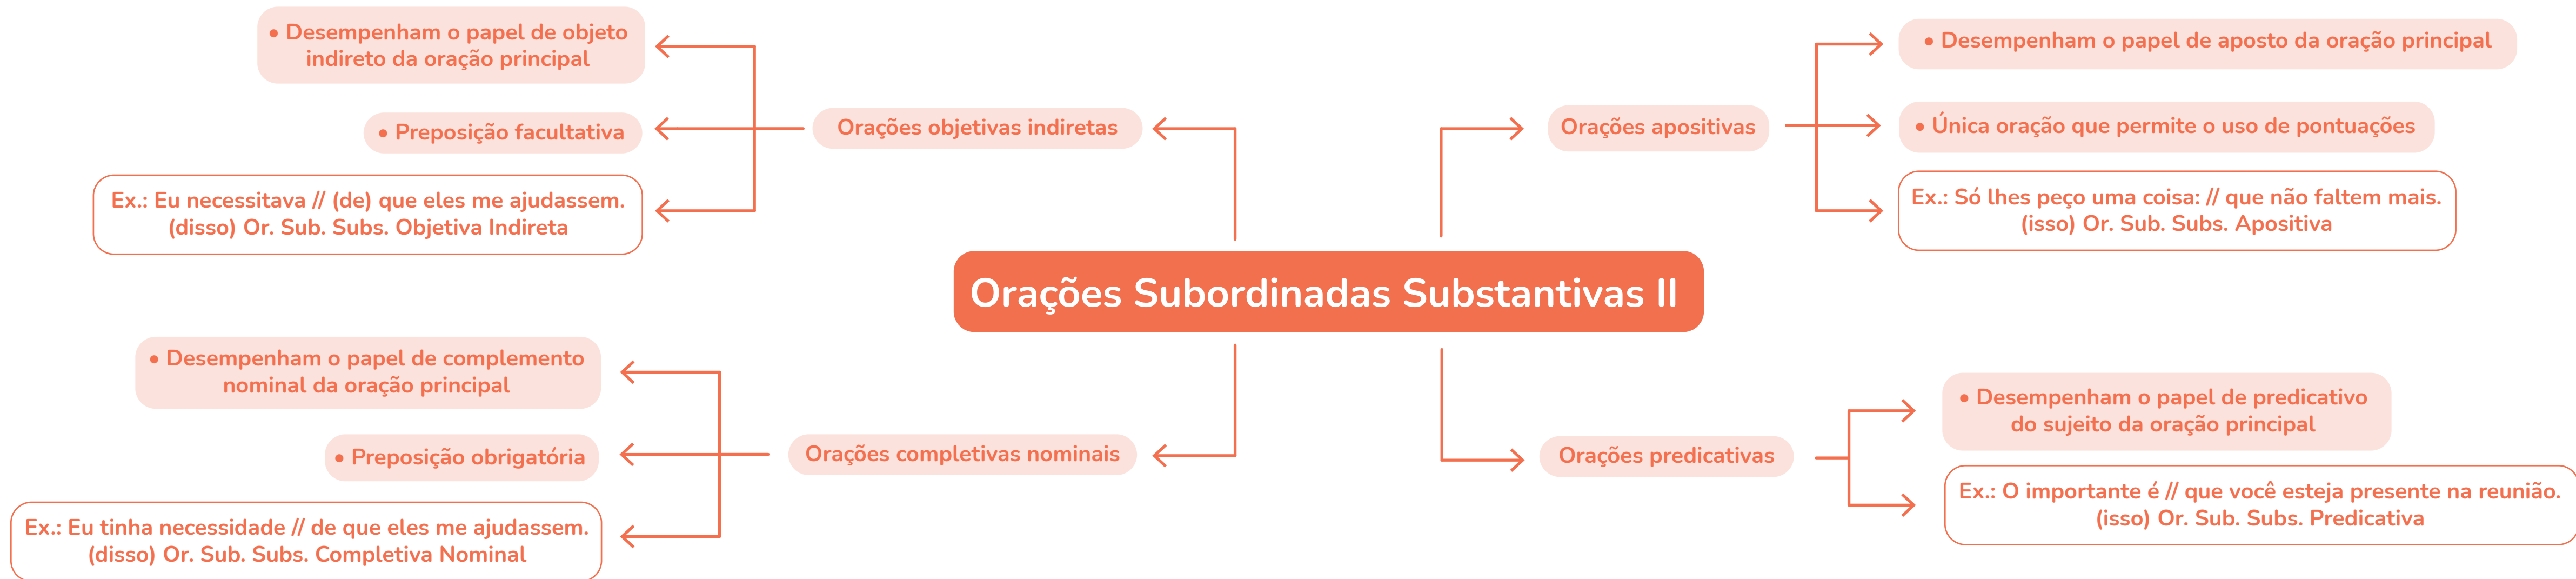 Orações Subordinadas Substantivas II
Orações objetivas indiretas
• Desempenham o papel de objeto
indireto da oração principal
• Preposição facultativa
Ex.: Eu necessitava // (de) que eles me ajudassem.
(disso) Or. Sub. Subs. Objetiva Indireta
Orações completivas nominais
• Desempenham o papel de complemento
nominal da oração principal
• Preposição obrigatória
Ex.: Eu tinha necessidade // de que eles me ajudassem.
(disso) Or. Sub. Subs. Completiva Nominal
Orações apositivas
• Desempenham o papel de aposto da oração principal
• Única oração que permite o uso de pontuações
Ex.: Só lhes peço uma coisa: // que não faltem mais.
(isso) Or. Sub. Subs. Apositiva
Orações predicativas
• Desempenham o papel de predicativo
do sujeito da oração principal
Ex.: O importante é // que você esteja presente na reunião.
(isso) Or. Sub. Subs. Predicativa